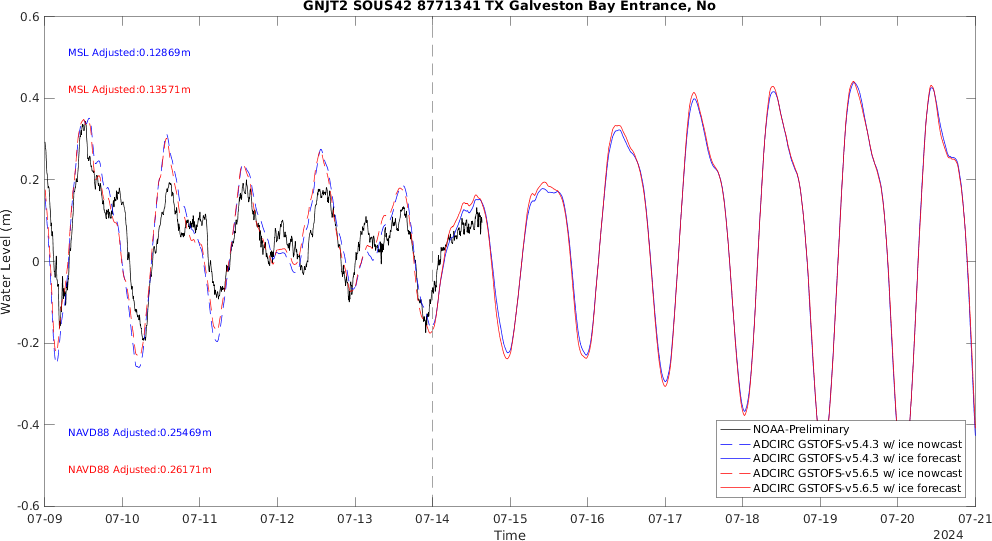 GNJT2 SOUS42 8771341 TX Galveston Bay Entrance, No
MSL Adjusted:0.12869m
MSL Adjusted:0.13571m
NAVD88 Adjusted:0.25469m
NAVD88 Adjusted:0.26171m
Water Level (m)
0.6
0.4
0.2
0
-0.2
-0.4
-0.6
NOAA-Preliminary
ADCIRC GSTOFS-v5.4.3 w/ ice nowcast
ADCIRC GSTOFS-v5.4.3 w/ ice forecast
ADCIRC GSTOFS-v5.6.5 w/ ice nowcast
ADCIRC GSTOFS-v5.6.5 w/ ice forecast
07-09 07-10 07-11 07-12 07-13 07-14 07-15 07-16 07-17 07-18 07-19 07-20 07-21
Time
2024